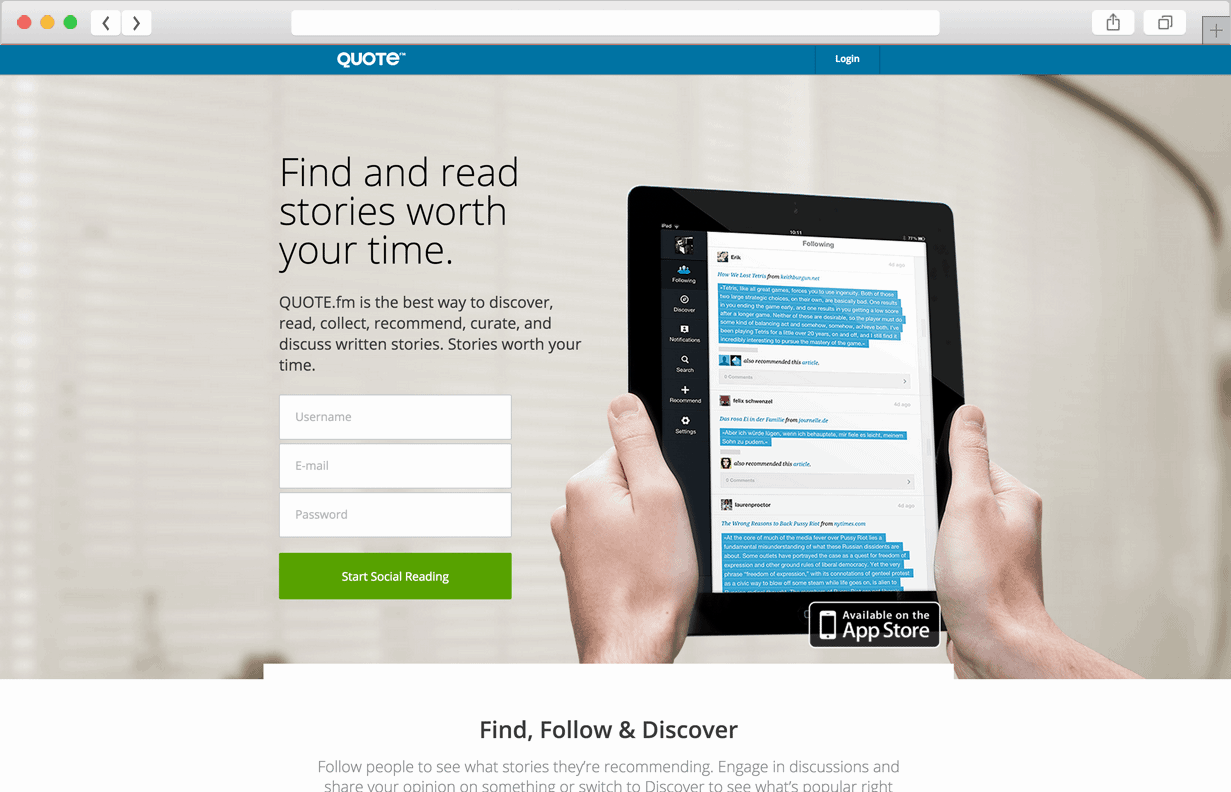 QUOTE™
Login
Find and read
stories worth
your time.
QUOTE.fm is the best way to discover,
read, collect, recommend, curate, and
discuss written stories. Stories worth your
time.
Username
E-mail
Password
Start Social Reading
iPad
10:11
77%
Following
Following
Discover
Notifications
Search
Recommend
Settings
Erik
4d ago
How We Lost Tetris from keithburgun.net
«Tetris, like all great games, forces you to use ingenuity. Both of those
two large strategic choices, on their own, are basically bad. One results
in you ending the game early, and one results in you getting a low score
after a longer game. Neither of these are desirable, so the player must do
some kind of balancing act and somehow, somehow, achieve both. I've
been playing Tetris for a little over 20 years, on and off, and I still find it
incredibly interesting to pursue the mastery of the game.»
also recommended this article.
Comments
felix schwenzel
4d ago
Das rosa Ei in der Familie from journelle.de
«Aber ich würde lügen, wenn ich behauptete, mir fiele es leicht, meinem
Sohn zu pudern.»
also recommended this article.
Comments
laurenproctor
4d ago
The Wrong Reasons to Back Pussy Riot from nytimes.com
«At the core of much of the media fever over Pussy Riot lies a
fundamental misunderstanding of what these Russian dissidents are
about. Some outlets have portrayed the case as a quest for freedom of
expression and other ground rules of liberal democracy. Yet the very
phrase "freedom of expression," with its connotations of genteel protest
as a civic way to blow off some steam while life goes on, is alien to
Available on the
App Store
Find, Follow & Discover
Follow people to see what stories they're recommending. Engage in discussions and
share your opinion on something or switch to Discover to see what's popular right